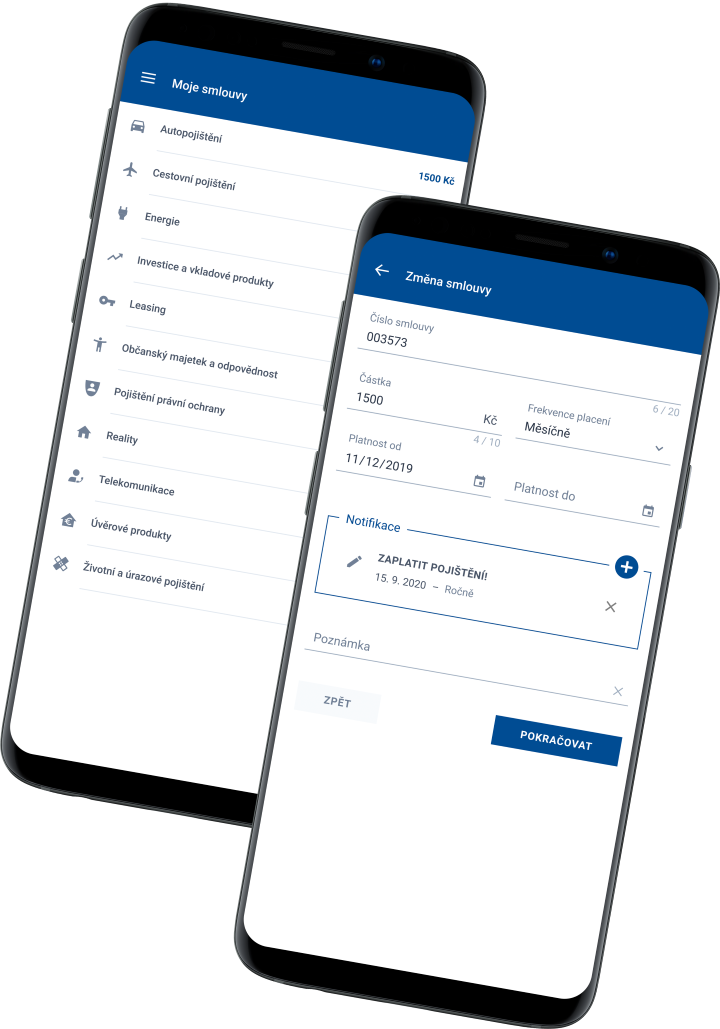 Moje smlouvy
Autopojištění
1500 Kč
Cestovní pojištění
Energie
Investice a vkladové produkty
Leasing
Občanský majetek a odpovědnost
Pojištění právní ochrany
Reality
Telekomunikace
Úvěrové produkty
Životní a úrazové pojištění
Změna smlouvy
Číslo smlouvy
003573
6 / 20
Částka
1500 Kč
4 / 10
Frekvence placení
Měsíčně
Platnost od
11/12/2019
Platnost do
Notifikace
ZAPLATIT POJIŠTĚNÍ!
15. 9. 2020 – Ročně
Poznámka
ZPĚT
POKRAČOVAT